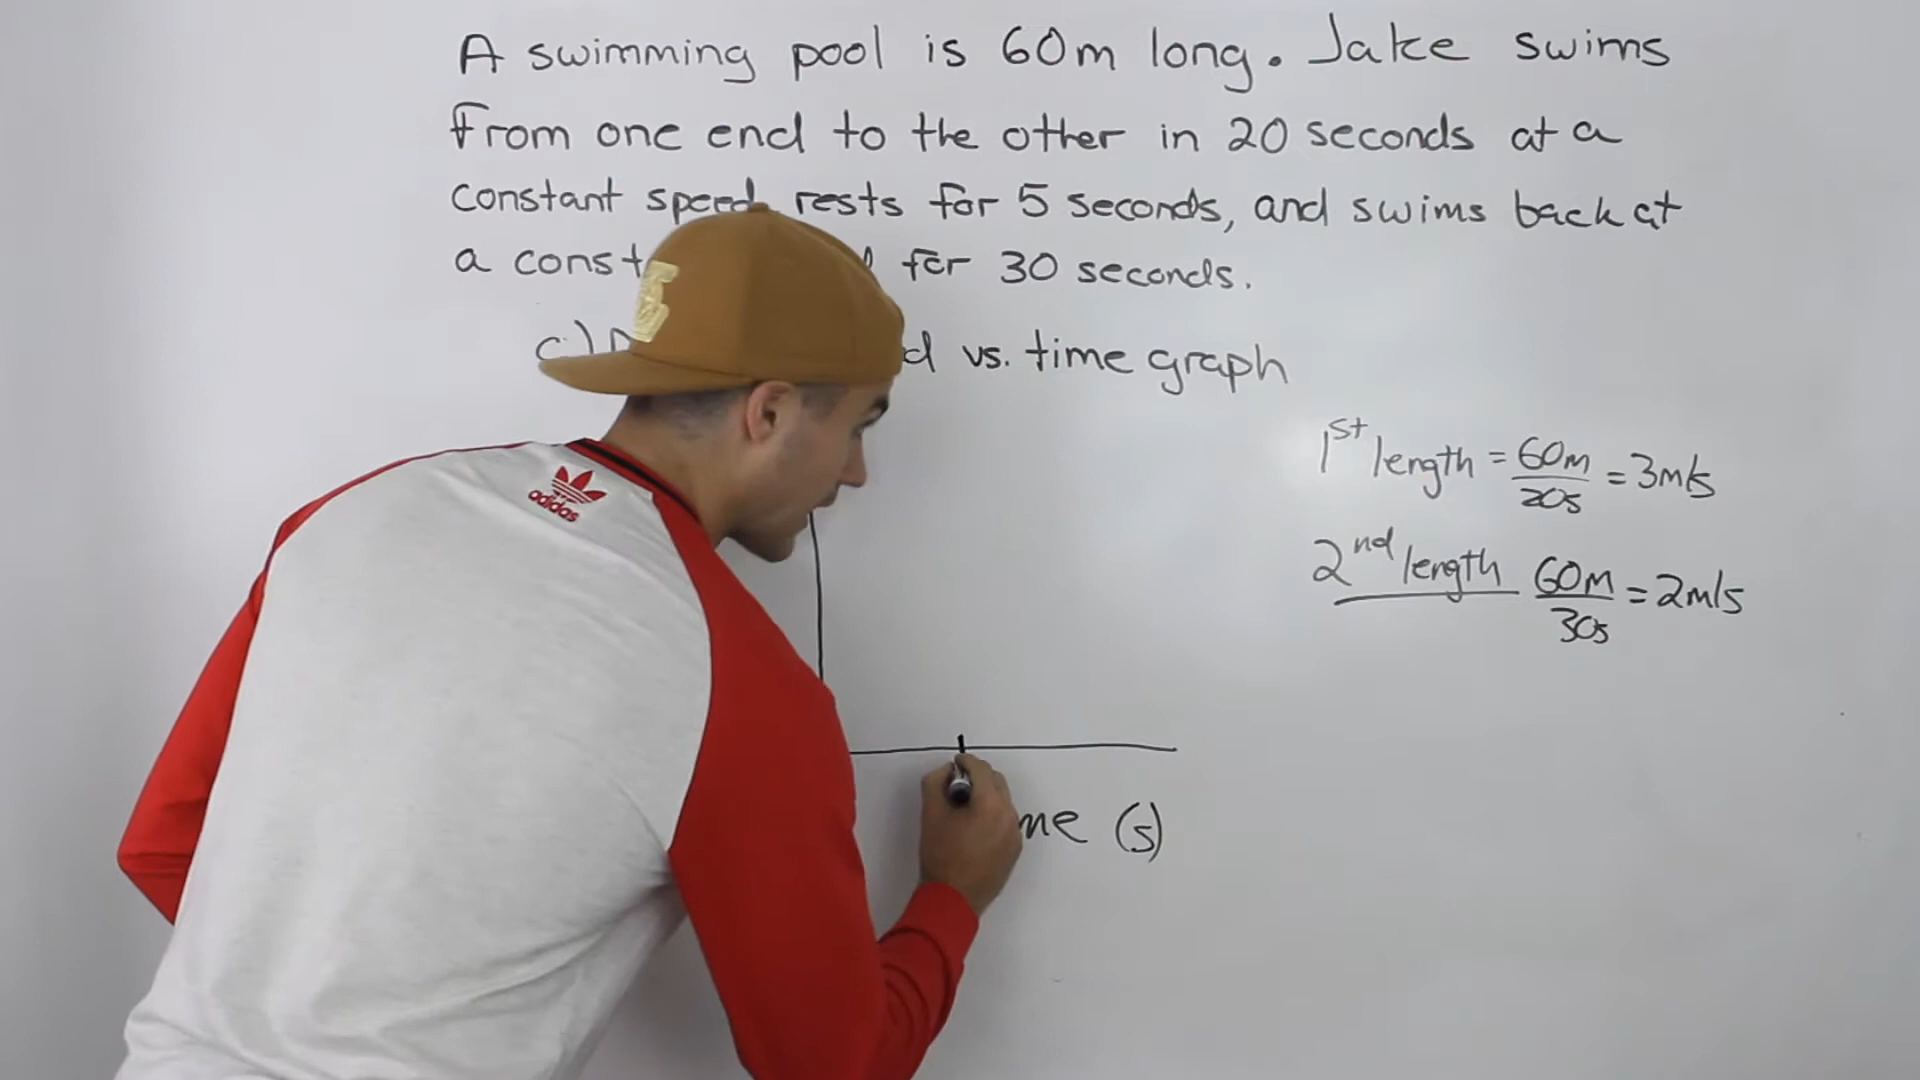 A swimming pool is 60m long. Jake swims
from one end to the other in 20 seconds at a
constant speed, rests for 5 seconds, and swims back at
a const for 30 seconds.
c) vs. time graph
1st length = 60m/20s = 3m/s
2nd length 60m/30s = 2m/s
me (s)
adidas